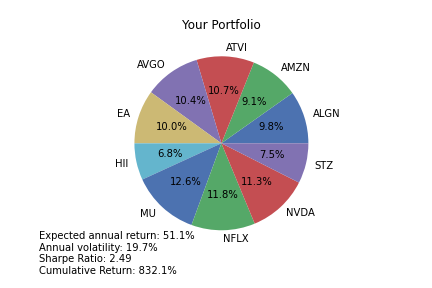 Your Portfolio
ATVI
AVGO
AMZN
10.7%
10.4%
9.1%
EA
ALGN
10.0%
9.8%
HII
6.8%
7.5%
STZ
12.6%
11.3%
11.8%
MU
NVDA
NFLX
Expected annual return: 51.1%
Annual volatility: 19.7%
Sharpe Ratio: 2.49
Cumulative Return: 832.1%